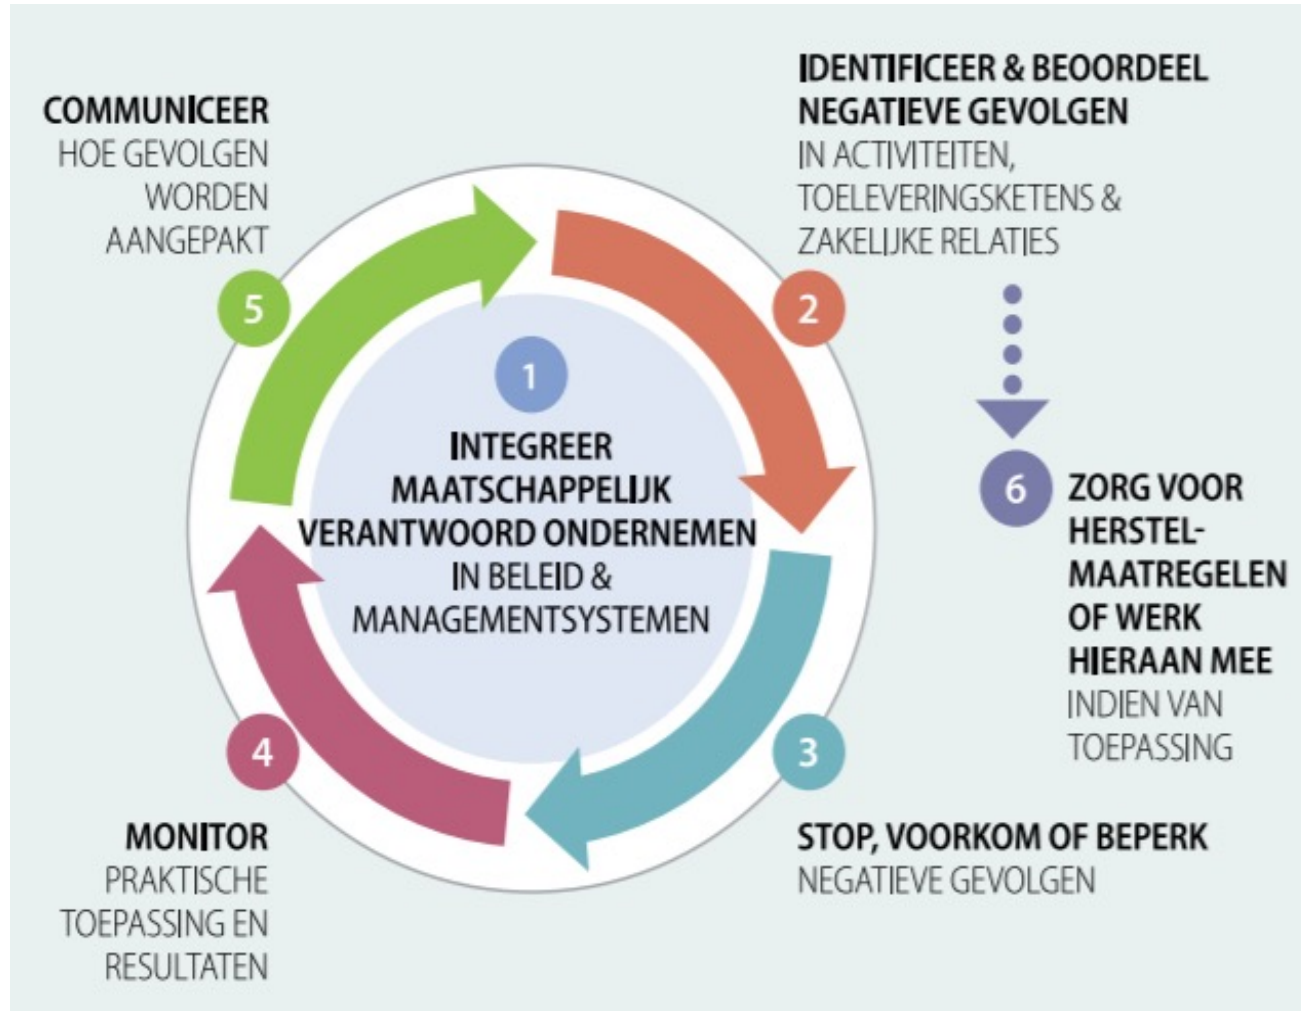 1
INTEGREER
MAATSCHAPPELIJK
VERANTWOORD ONDERNEMEN
IN BELEID &
MANAGEMENTSYSTEMEN
2
IDENTIFICEER & BEOORDEEL
NEGATIEVE GEVOLGEN
IN ACTIVITEITEN,
TOELEVERINGSKETENS &
ZAKELIJKE RELATIES
3
STOP, VOORKOM OF BEPERK
NEGATIEVE GEVOLGEN
4
MONITOR
PRAKTISCHE
TOEPASSING EN
RESULTATEN
5
COMMUNICEER
HOE GEVOLGEN
WORDEN
AANGEPAKT
6
ZORG VOOR
HERSTEL-
MAATREGELEN
OF WERK
HIERAAN MEE
INDIEN VAN
TOEPASSING